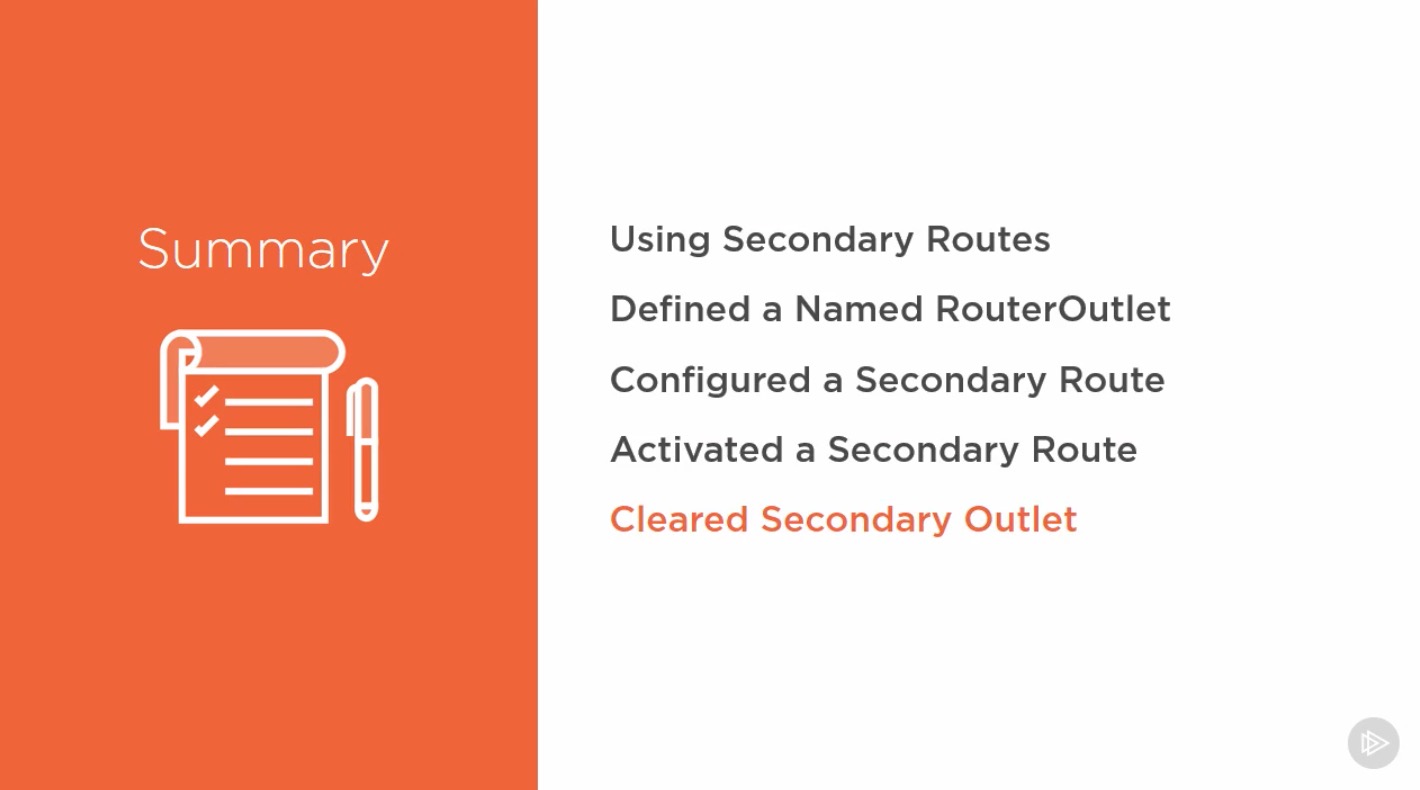 Summary
Using Secondary Routes
Defined a Named RouterOutlet
Configured a Secondary Route
Activated a Secondary Route
Cleared Secondary Outlet